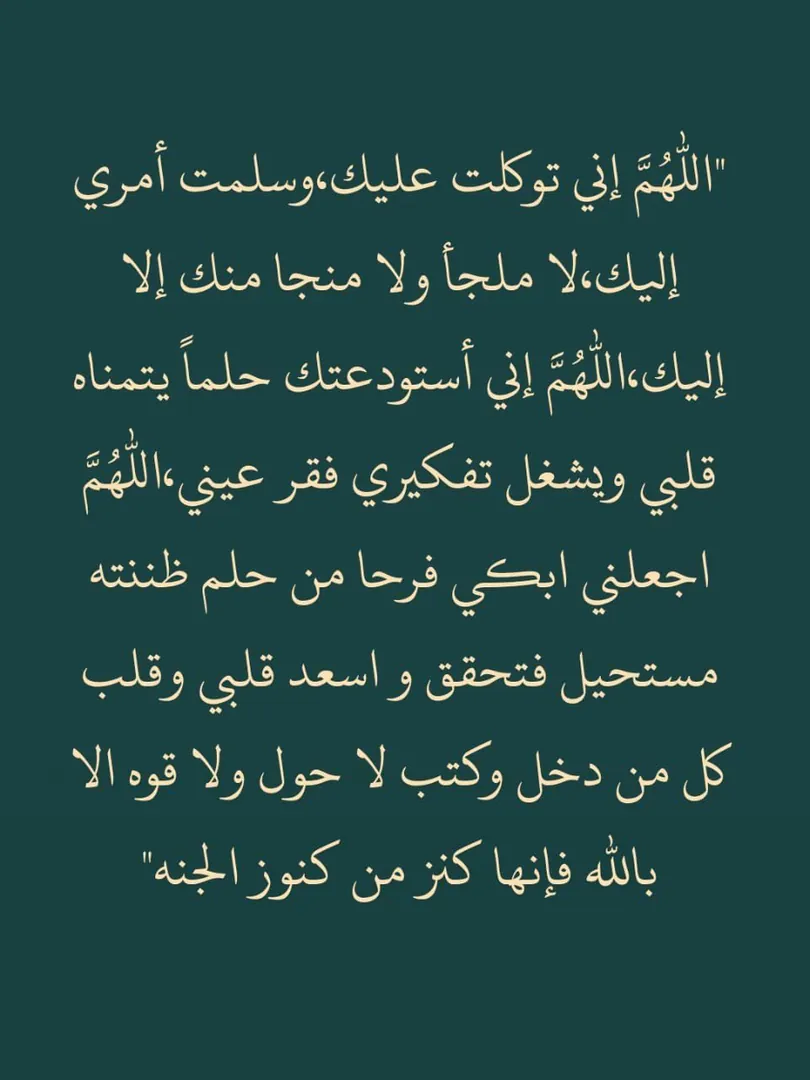 "اللَّهُمَّ إني توكلت عليك،وسلمت أمري
إليك،لا ملجأ ولا منجا منك إلا
إليك،اللَّهُمَّ إني أستودعتك حلماً يتمناه
قلبي ويشغل تفكيري فقر عيني،اللَّهُمَّ
اجعلني ابكي فرحا من حلم ظننته
مستحيل فتحقق و اسعد قلبي وقلب
كل من دخل وكتب لا حول ولا قوه الا
بالله فإنها كنز من كنوز الجنه"